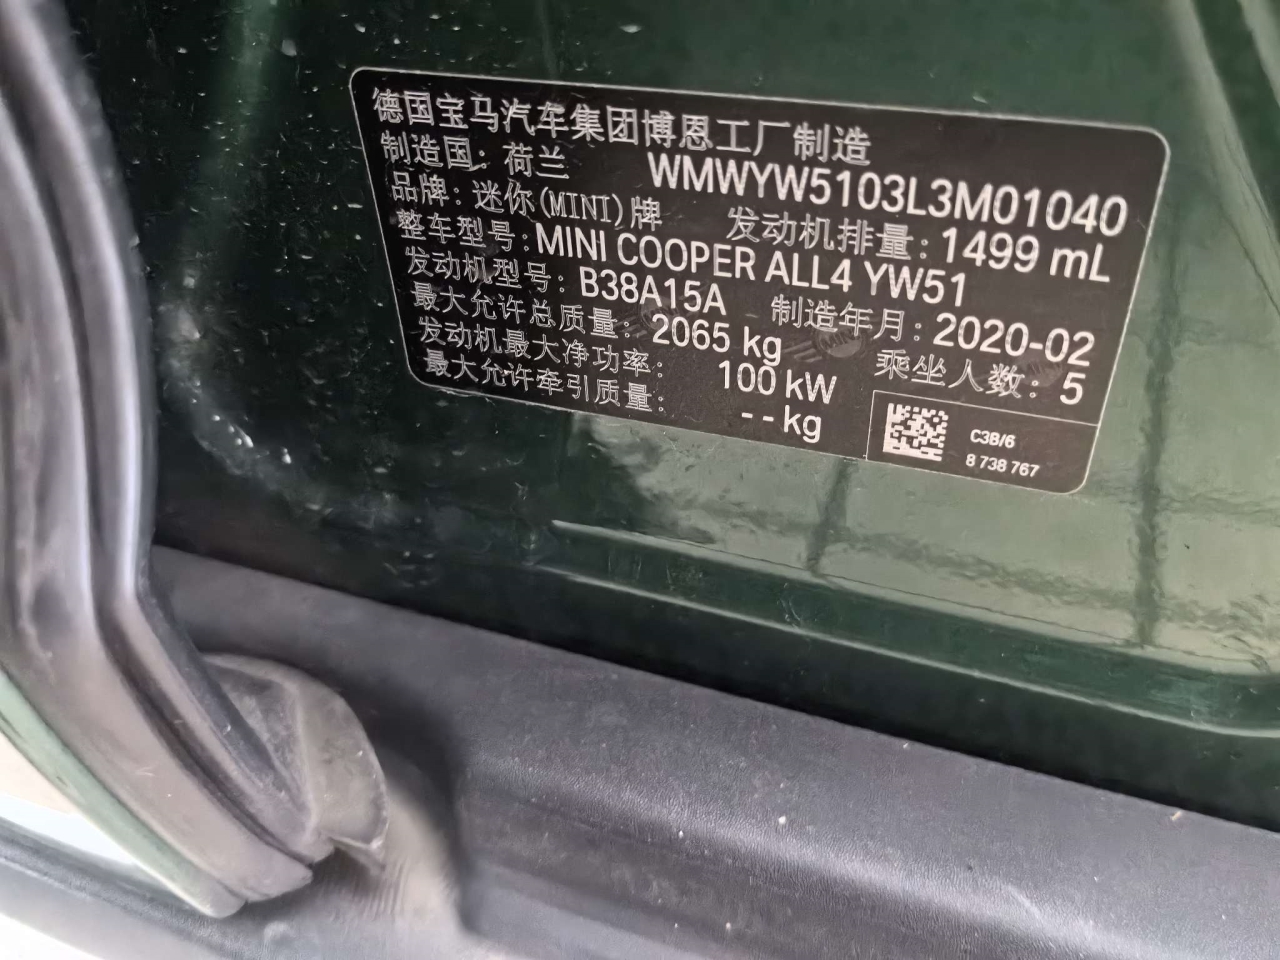 德国宝马汽车集团博恩工厂制造
制造国：荷兰 WMWYW5103L3M01040
品牌：迷你(MINI)牌 发动机排量：1499 mL
整车型号：MINI COOPER ALL4 YW51
发动机型号：B38A15A 制造年月：2020-02
最大允许总质量：2065 kg 乘坐人数：5
发动机最大净功率：100 kW
最大允许牵引质量：--kg
C3B/6
8 738 767